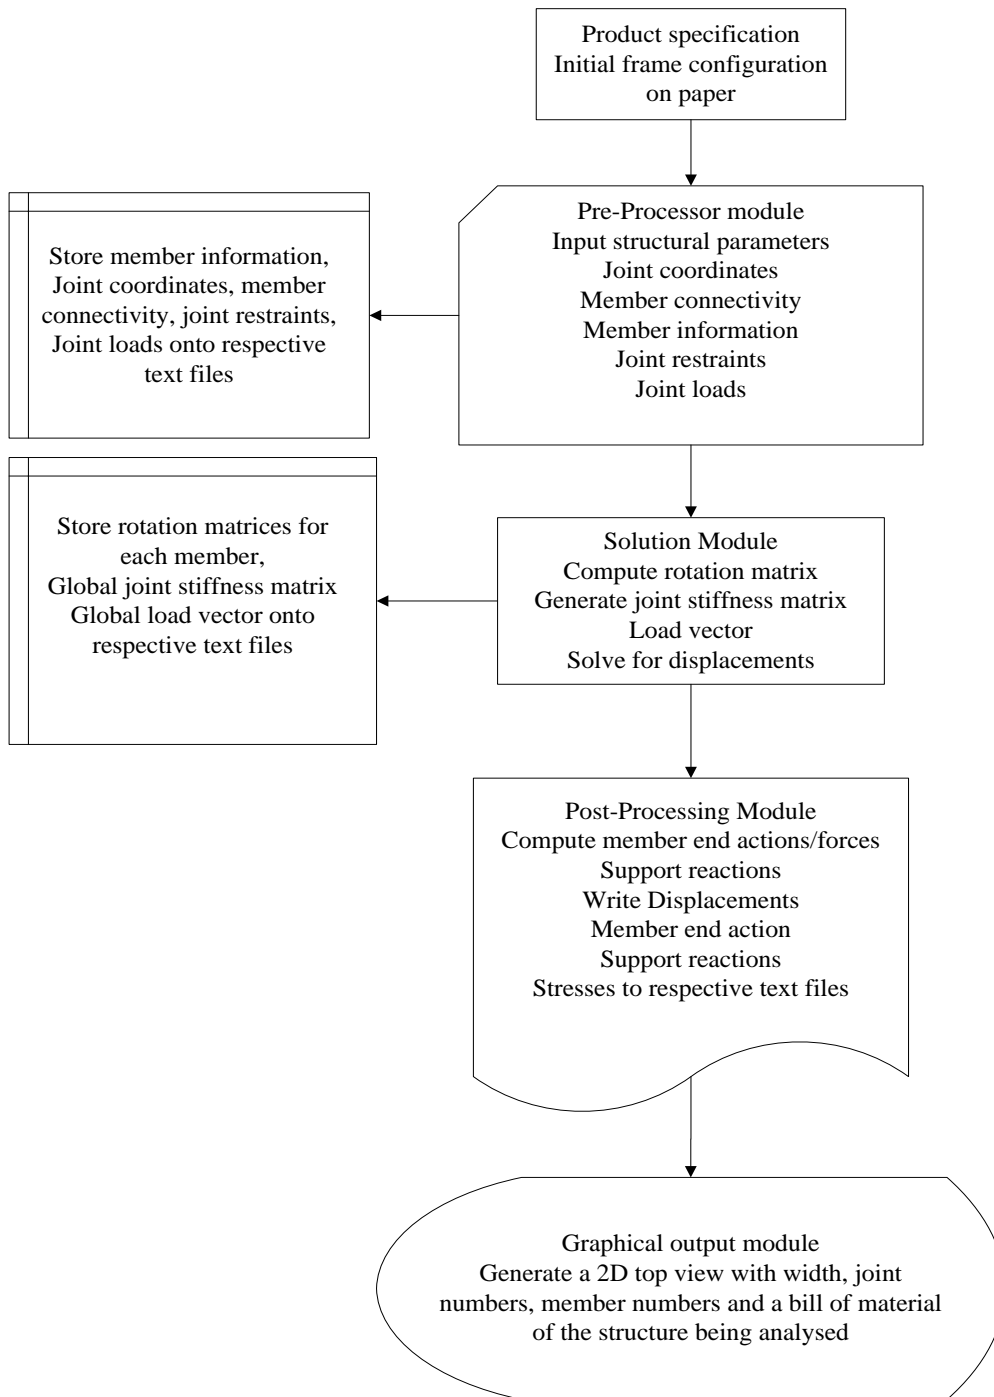 Product specification
Initial frame configuration
on paper
Pre-Processor module
Input structural parameters
Joint coordinates
Member connectivity
Member information
Joint restraints
Joint loads
Store member information,
Joint coordinates, member
connectivity, joint restraints,
Joint loads onto respective
text files
Solution Module
Compute rotation matrix
Generate joint stiffness matrix
Load vector
Solve for displacements
Store rotation matrices for
each member,
Global joint stiffness matrix
Global load vector onto
respective text files
Post-Processing Module
Compute member end actions/forces
Support reactions
Write Displacements
Member end action
Support reactions
Stresses to respective text files
Graphical output module
Generate a 2D top view with width, joint
numbers, member numbers and a bill of material
of the structure being analysed